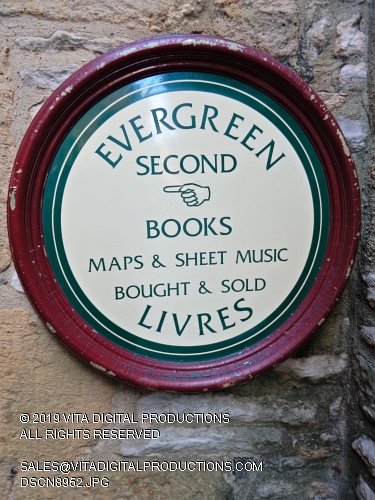 EVERGREEN
SECOND
BOOKS
MAPS & SHEET MUSIC
BOUGHT & SOLD
LIVRES
© 2019 VITA DIGITAL PRODUCTIONS
ALL RIGHTS RESERVED
SALES@VITADIGITALPRODUCTIONS.COM
DSCN8952.JPG